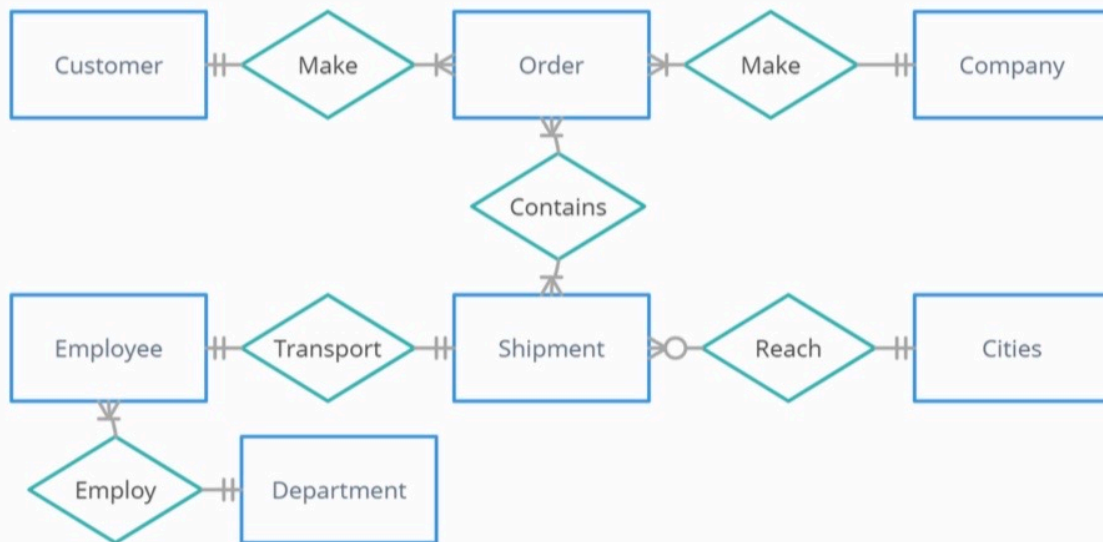 Customer
Make
Order
Make
Company
Contains
Employee
Transport
Shipment
Reach
Cities
Employ
Department